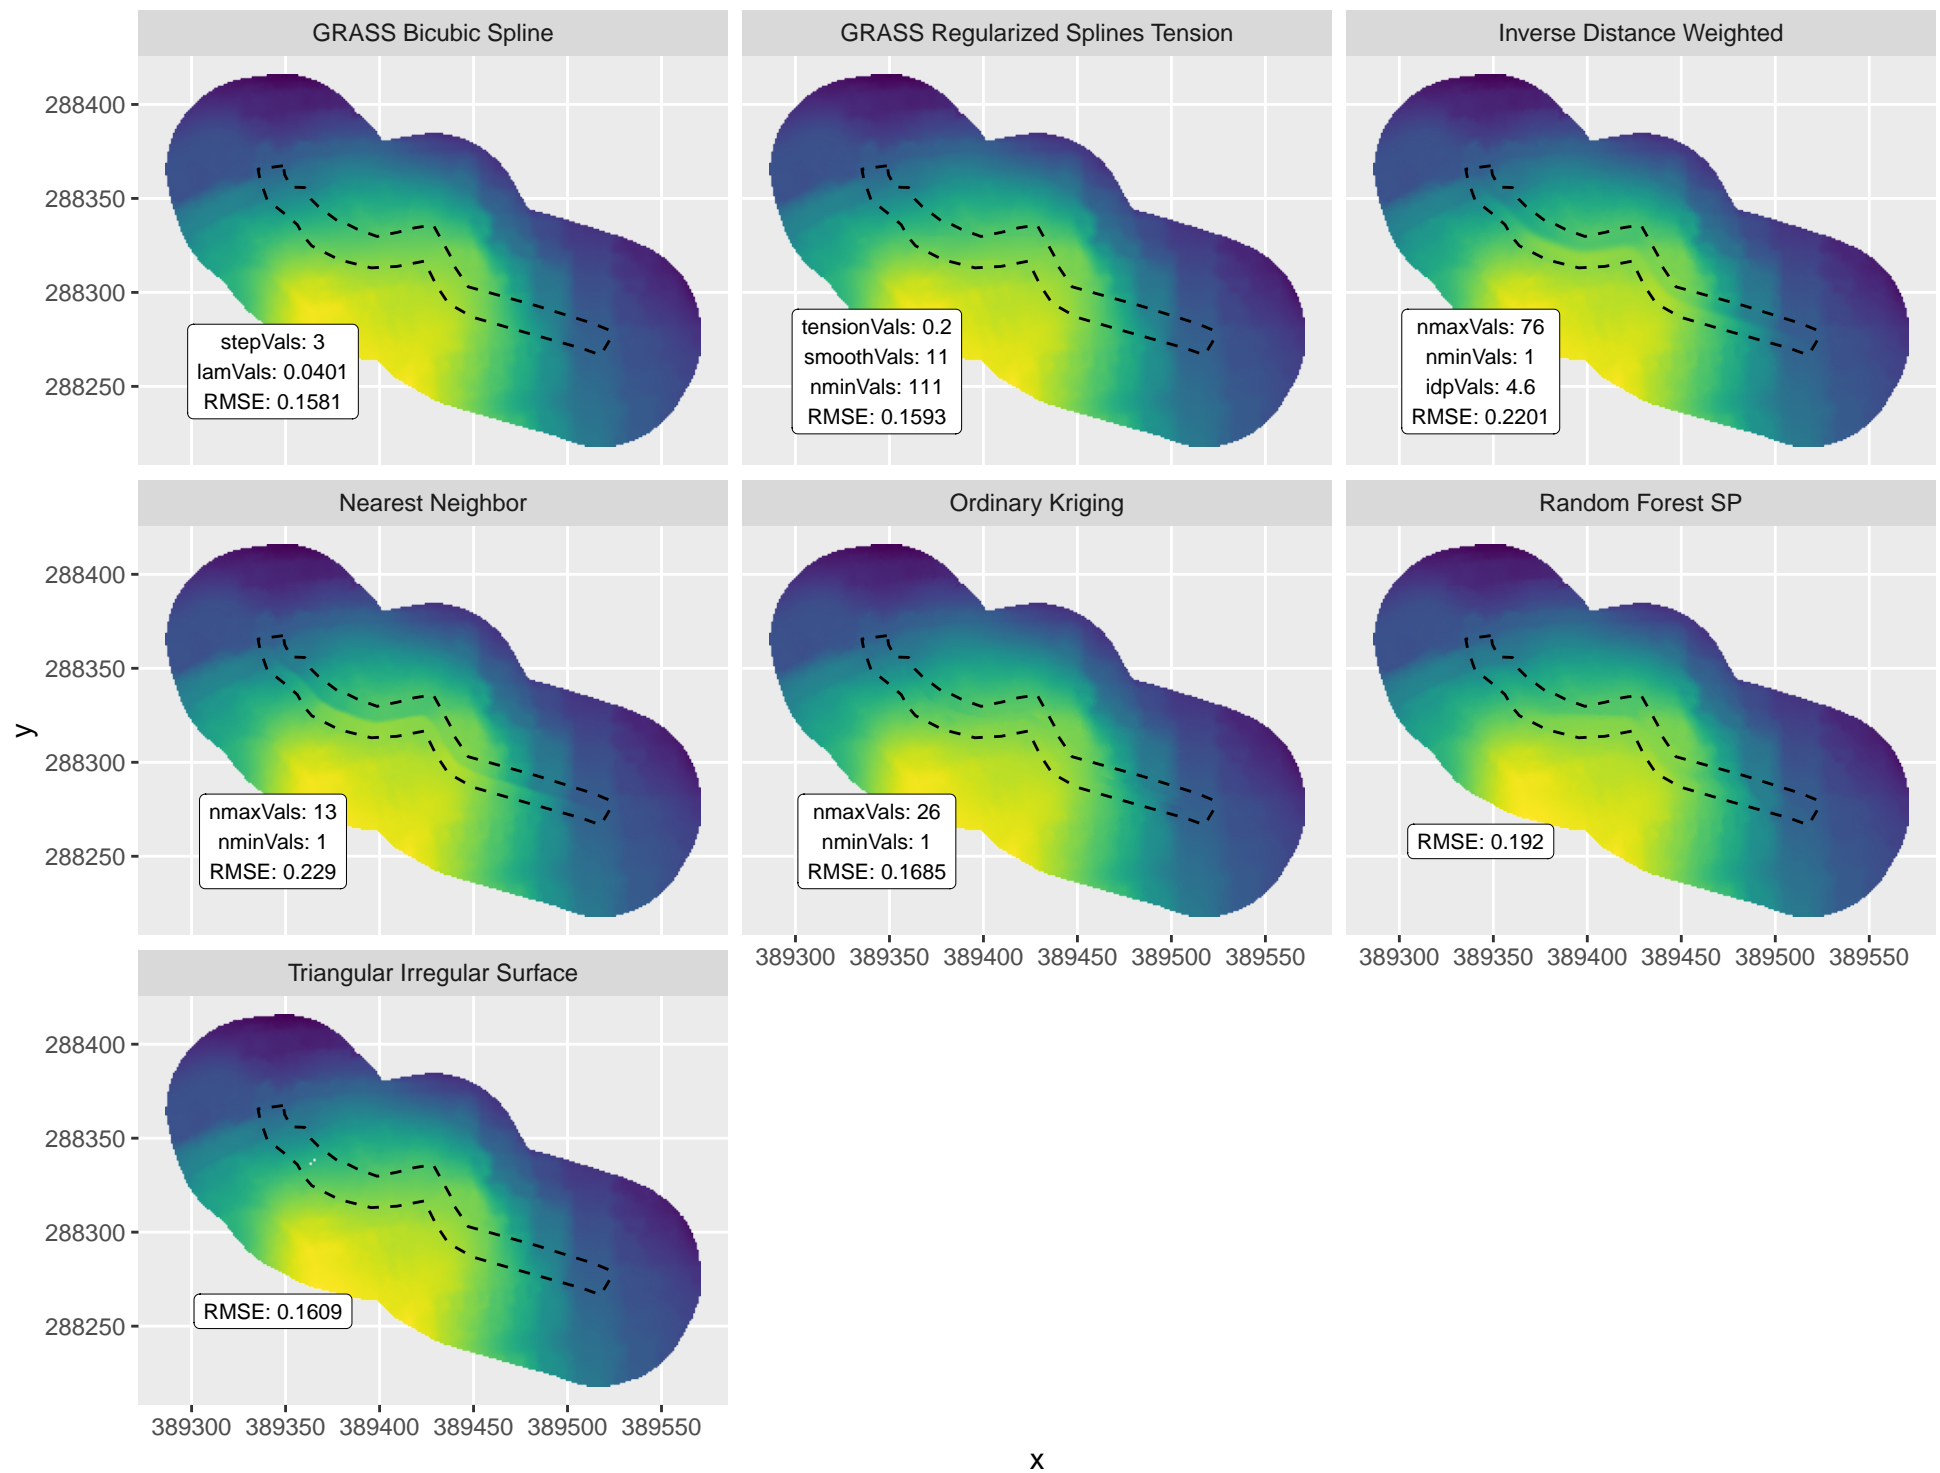 GRASS Bicubic Spline
GRASS Regularized Splines Tension
Inverse Distance Weighted
288400
288350
288300
288250
stepVals: 3
lamVals: 0.0401
RMSE: 0.1581
tensionVals: 0.2
smoothVals: 11
nminVals: 111
RMSE: 0.1593
nmaxVals: 76
nminVals: 1
idpVals: 4.6
RMSE: 0.2201
Nearest Neighbor
Ordinary Kriging
Random Forest SP
288400
288350
288300
288250
nmaxVals: 13
nminVals: 1
RMSE: 0.229
nmaxVals: 26
nminVals: 1
RMSE: 0.1685
RMSE: 0.192
389300 389350 389400 389450 389500 389550
389300 389350 389400 389450 389500 389550
Triangular Irregular Surface
288400
288350
288300
288250
RMSE: 0.1609
389300 389350 389400 389450 389500 389550
x
y